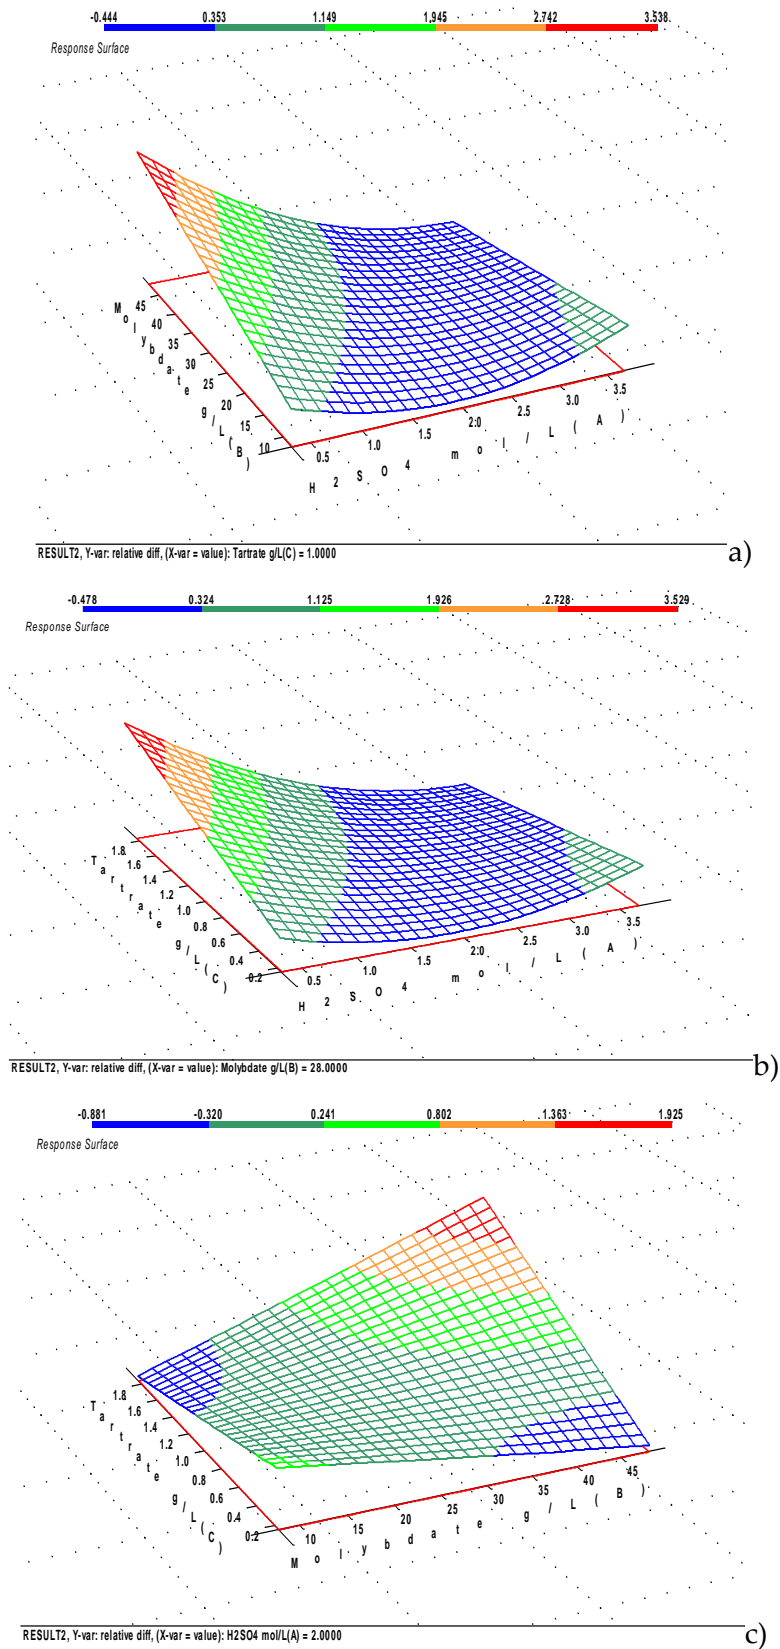 -0.444 0.353 1.149 1.945 2.742 3.538
Response Surface
Molybdate g/L(B)
45 40 35 30 25 20 15 10
0.5 1.0 1.5 2.0 2.5 3.0 3.5
H2SO4 mol/L(A)
RESULT2, Y-var: relative diff, (X-var = value): Tartrate g/L(C) = 1.0000
a)
-0.478 0.324 1.125 1.926 2.728 3.529
Response Surface
Tartrate g/L(C)
1.8 1.6 1.4 1.2 1.0 0.8 0.6 0.4 0.2
0.5 1.0 1.5 2.0 2.5 3.0 3.5
H2SO4 mol/L(A)
RESULT2, Y-var: relative diff, (X-var = value): Molybdate g/L(B) = 28.0000
b)
-0.881 -0.320 0.241 0.802 1.363 1.925
Response Surface
Tartrate g/L(C)
1.8 1.6 1.4 1.2 1.0 0.8 0.6 0.4 0.2
10 15 20 25 30 35 40 45
Molybdate g/L(B)
RESULT2, Y-var: relative diff, (X-var = value): H2SO4 mol/L(A) = 2.0000
c)